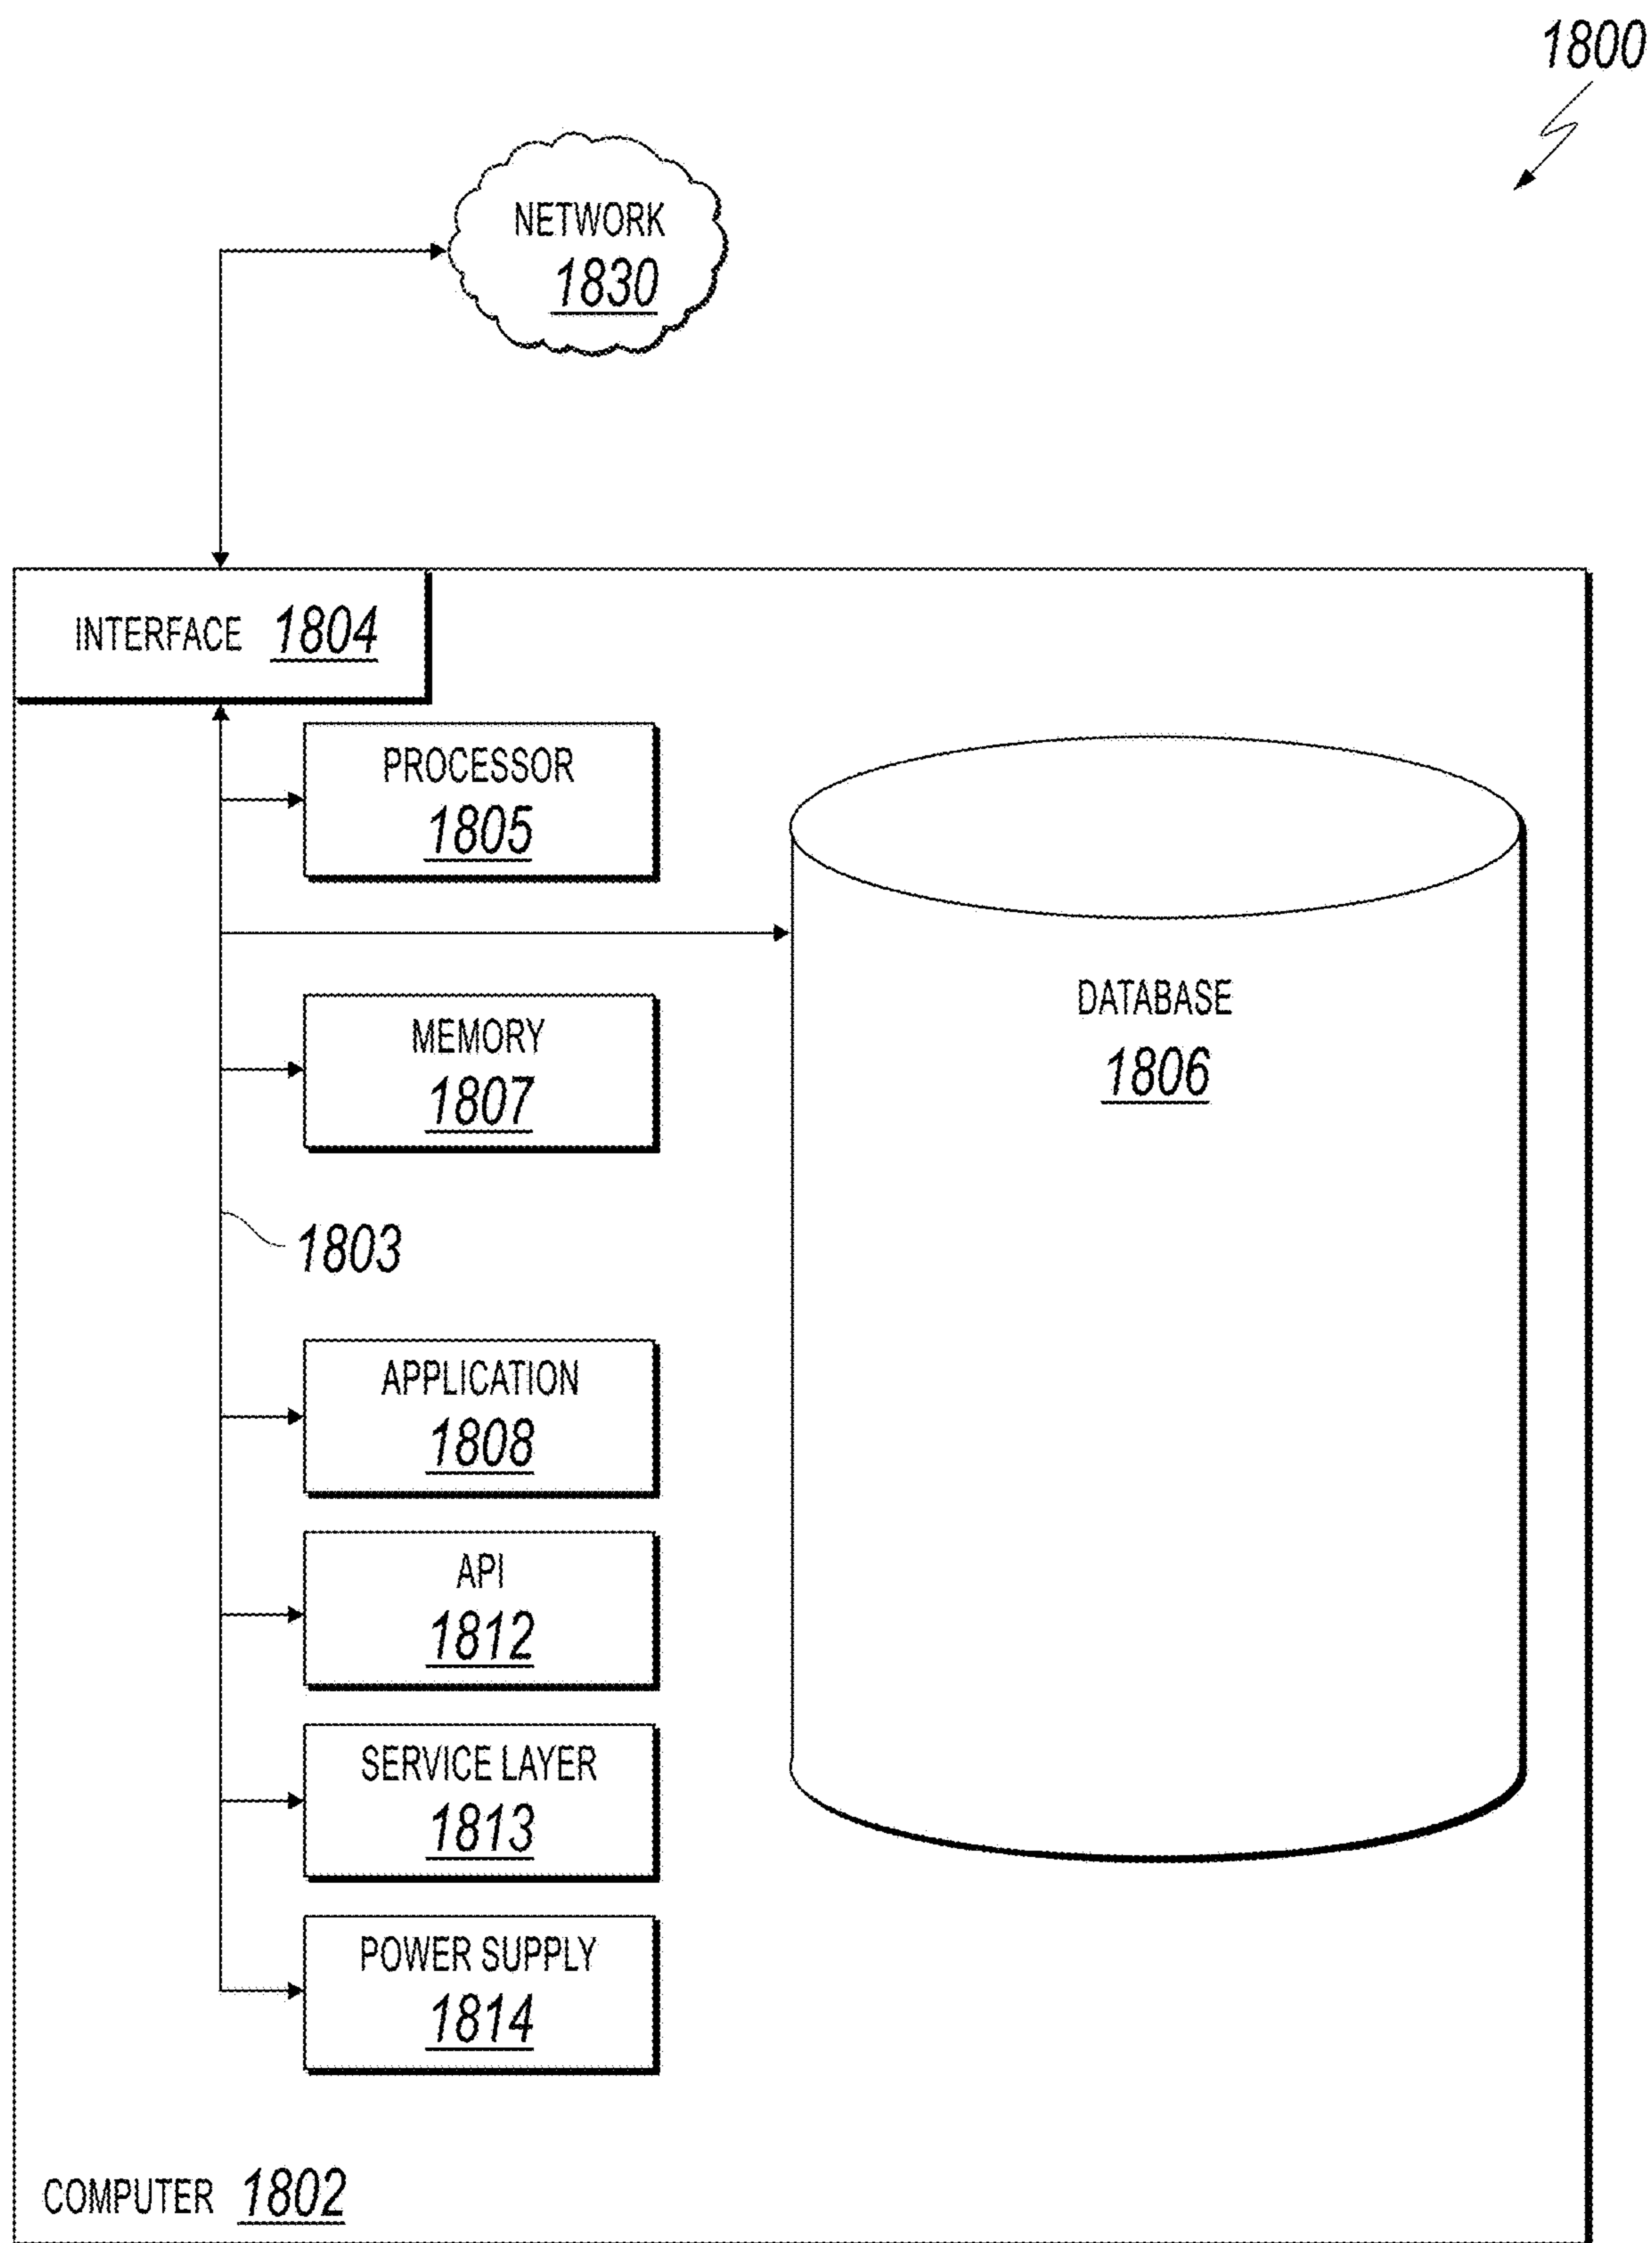 1800
NETWORK
1830
INTERFACE 1804
PROCESSOR
1805
DATABASE
1806
MEMORY
1807
1803
APPLICATION
1808
API
1812
SERVICE LAYER
1813
POWER SUPPLY
1814
COMPUTER 1802